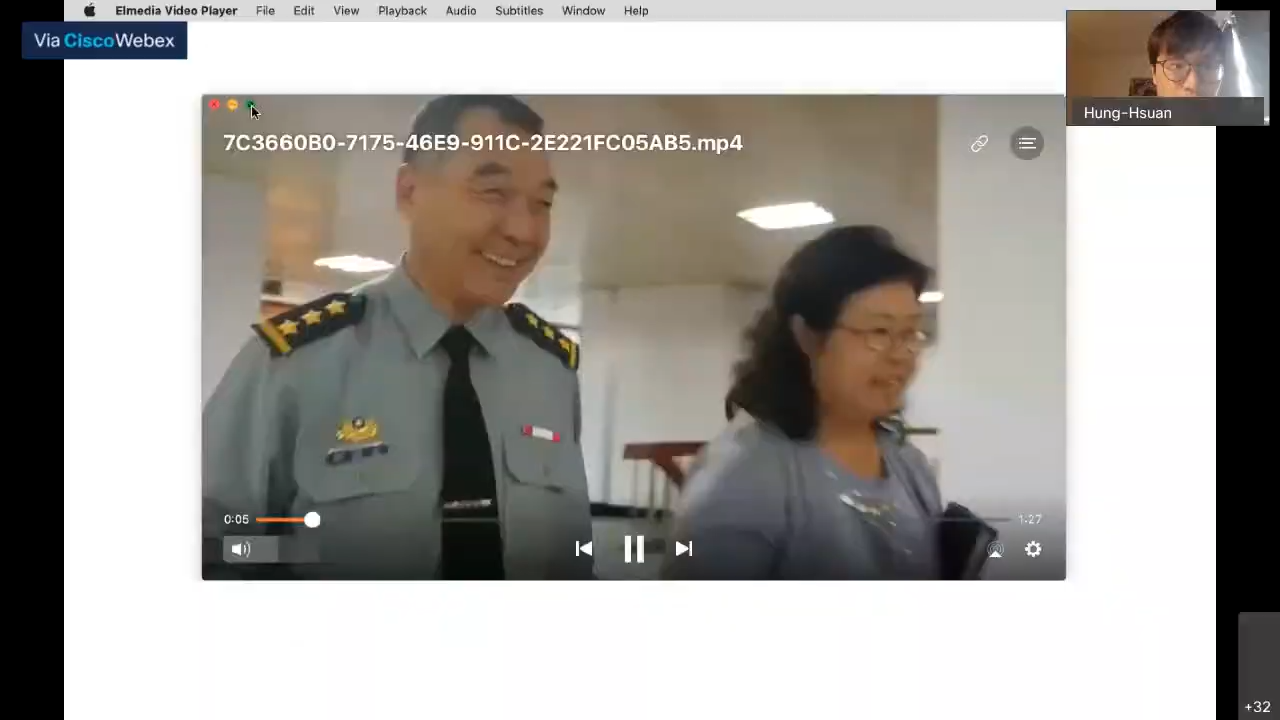 Elmedia Video Player File Edit View Playback Audio Subtitles Window Help
Via CiscoWebex
Hung-Hsuan
7C3660B0-7175-46E9-911C-2E221FC05AB5.mp4
0:05
1:27
+32